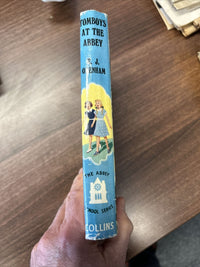 TOMBOYS
AT THE
ABBEY
E. J.
OXENHAM
THE ABBEY
SCHOOL SERIES
COLLINS